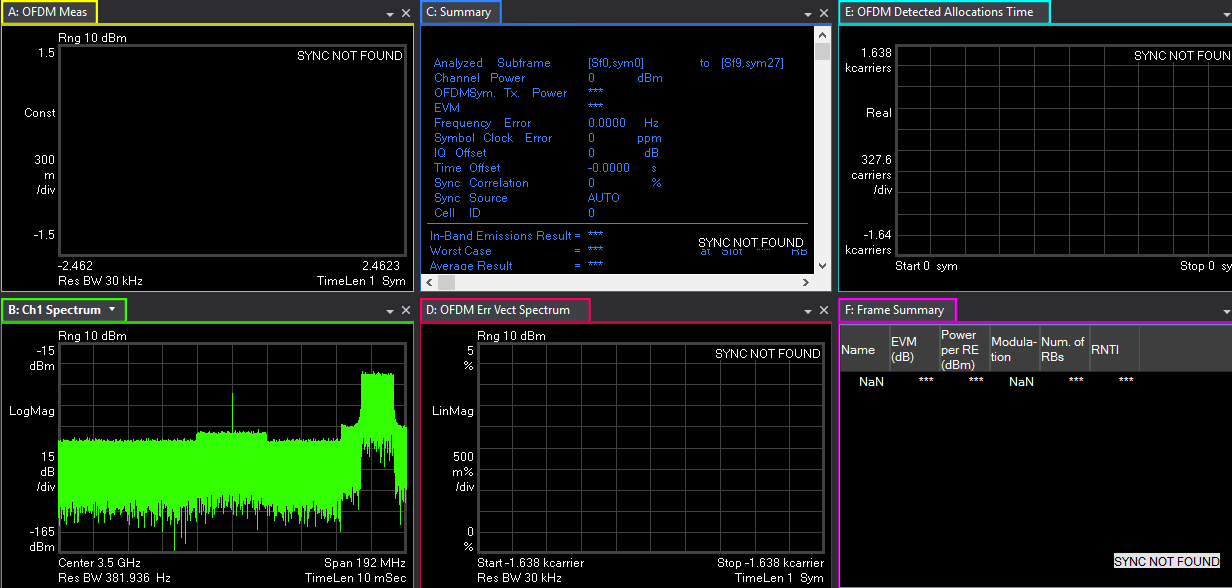 A: OFDM Meas
Rng 10 dBm
1.5
SYNC NOT FOUND
Const
300
m
/div
-1.5
-2.462
2.4623
Res BW 30 kHz
TimeLen 1 Sym
C: Summary
Analyzed Subframe [Sf0,sym0] to [Sf9,sym27]
Channel Power 0 dBm
OFDMSym. Tx. Power ***
EVM ***
Frequency Error 0.0000 Hz
Symbol Clock Error 0 ppm
IQ Offset 0 dB
Time Offset -0.0000 s
Sync Correlation 0 %
Sync Source AUTO
Cell ID 0
In-Band Emissions Result = ***
SYNC NOT FOUND
Worst Case = *** at Slot RB
Average Result = ***
E: OFDM Detected Allocations Time
1.638
kcarriers
SYNC NOT FOUN
Real
327.6
carriers
/div
-1.64
kcarriers
Start 0 sym
Stop 0 sy
B: Ch1 Spectrum
Rng 10 dBm
-15
dBm
LogMag
15
dB
/div
-165
dBm
Center 3.5 GHz
Span 192 MHz
Res BW 381.936 Hz
TimeLen 10 mSec
D: OFDM Err Vect Spectrum
Rng 10 dBm
5
%
SYNC NOT FOUND
LinMag
500
m%
/div
0
%
Start -1.638 kcarrier
Stop -1.638 kcarrier
Res BW 30 kHz
TimeLen 1 Sym
F: Frame Summary
Name
EVM
(dB)
Power
per RE
(dBm)
Modula-
tion
Num. of
RBs
RNTI
NaN *** *** NaN *** ***
SYNC NOT FOUND